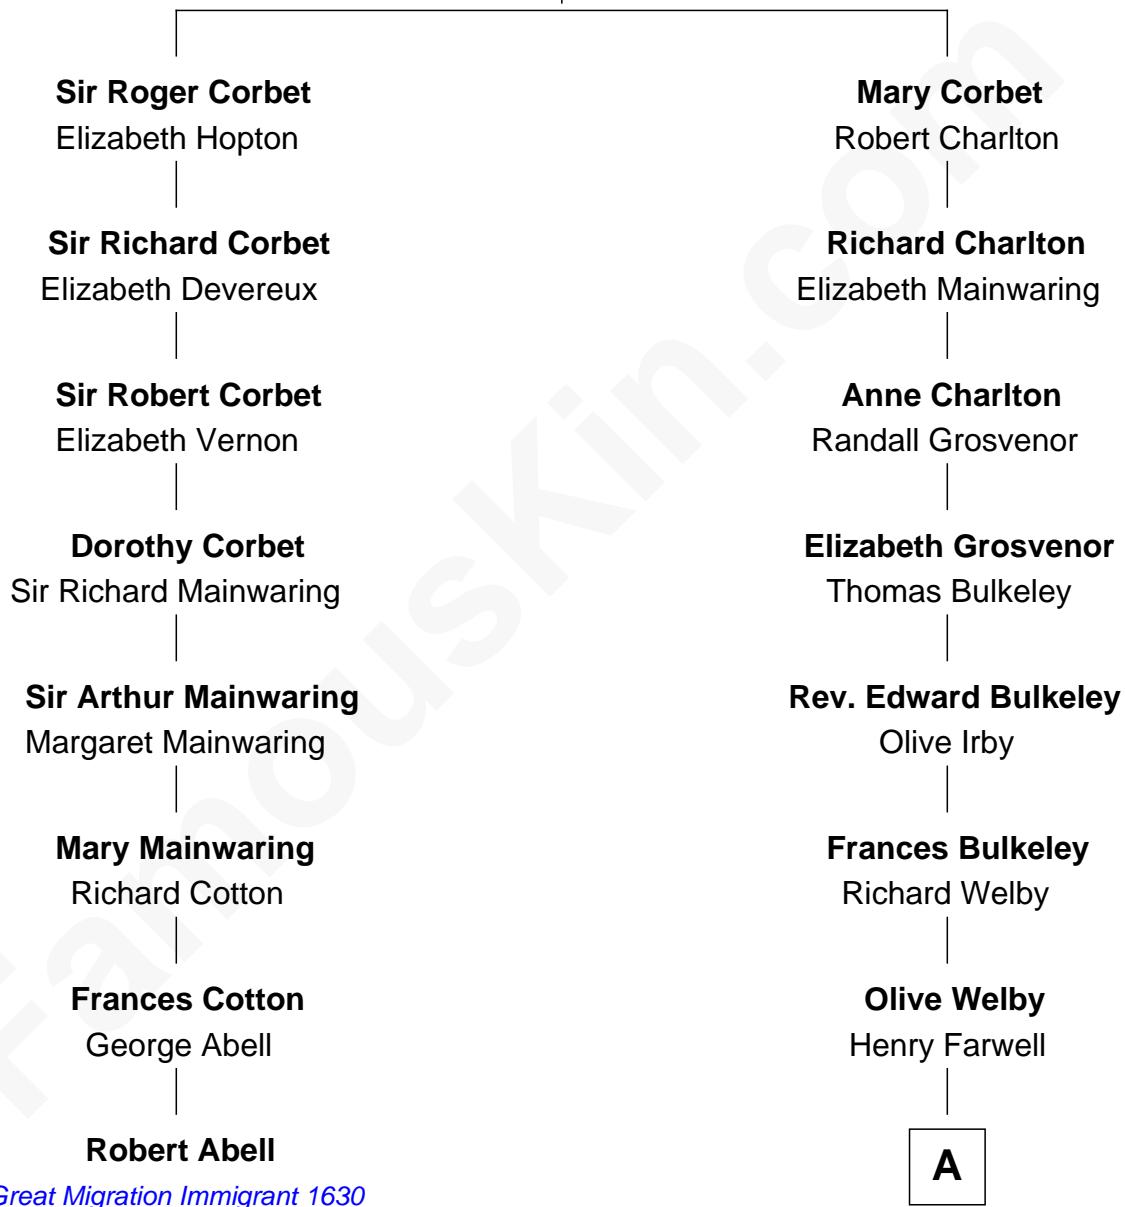 Sir Roger Corbet
Elizabeth Hopton
Sir Richard Corbet
Elizabeth Devereux
Sir Robert Corbet
Elizabeth Vernon
Dorothy Corbet
Sir Richard Mainwaring
Sir Arthur Mainwaring
Margaret Mainwaring
Mary Mainwaring
Richard Cotton
Frances Cotton
George Abell
Robert Abell
Great Migration Immigrant 1630
Mary Corbet
Robert Charlton
Richard Charlton
Elizabeth Mainwaring
Anne Charlton
Randall Grosvenor
Elizabeth Grosvenor
Thomas Bulkeley
Rev. Edward Bulkeley
Olive Irby
Frances Bulkeley
Richard Welby
Olive Welby
Henry Farwell
A
FamousKin.com